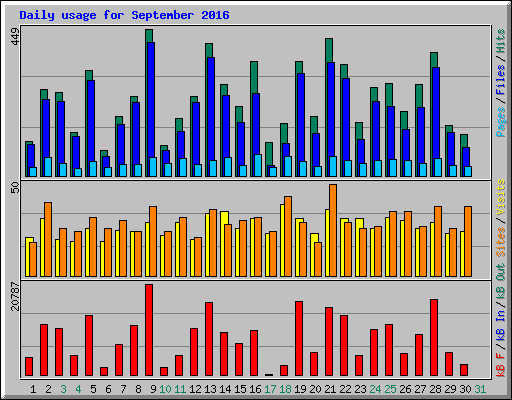 Daily usage for September 2016
449
Pages / Files / Hits
50
Sites / Visits
20787
kB F / kB In / kB Out
1 2 3 4 5 6 7 8 9 10 11 12 13 14 15 16 17 18 19 20 21 22 23 24 25 26 27 28 29 30 31